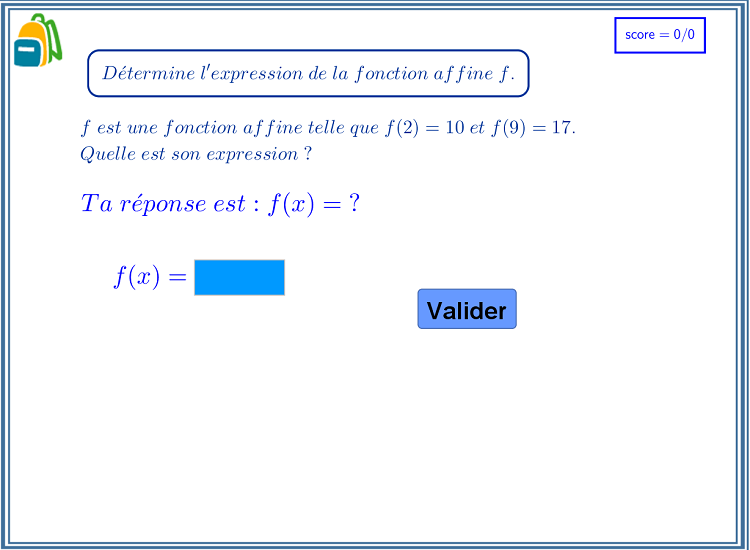 score = 0/0
Détermine l'expression de la fonction affine f.
f est une fonction affine telle que f(2) = 10 et f(9) = 17.
Quelle est son expression ?
Ta réponse est : f(x) = ?
f(x) =
Valider